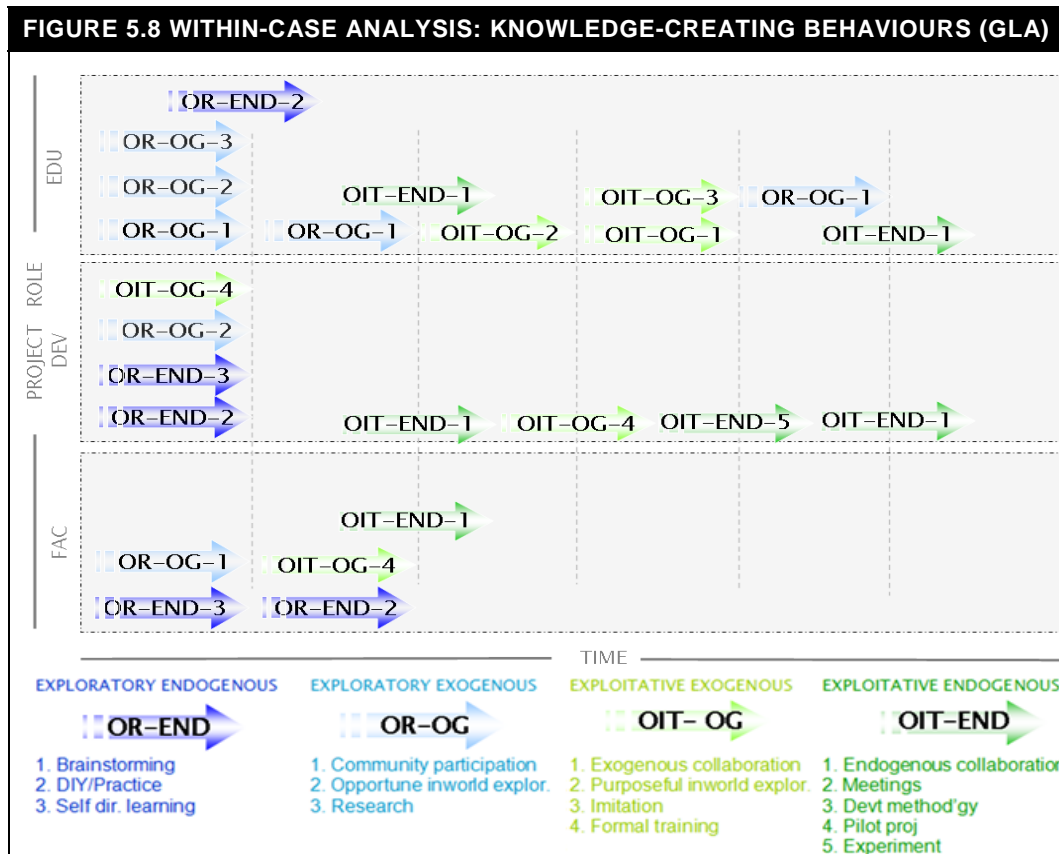 FIGURE 5.8 WITHIN-CASE ANALYSIS: KNOWLEDGE-CREATING BEHAVIOURS (GLA)
PROJECT ROLE
EDU
OR-END-2
OR-OG-3
OR-OG-2
OIT-END-1
OIT-OG-3
OR-OG-1
OR-OG-1
OR-OG-1
OIT-OG-2
OIT-OG-1
OIT-END-1
DEV
OIT-OG-4
OR-OG-2
OR-END-3
OR-END-2
OIT-END-1
OIT-OG-4
OIT-END-5
OIT-END-1
FAC
OIT-END-1
OR-OG-1
OIT-OG-4
OR-END-3
OR-END-2
TIME
EXPLORATORY ENDOGENOUS
OR-END
1. Brainstorming
2. DIY/Practice
3. Self dir. learning
EXPLORATORY EXOGENOUS
OR-OG
1. Community participation
2. Opportune inworld explor.
3. Research
EXPLOITATIVE EXOGENOUS
OIT- OG
1. Exogenous collaboration
2. Purposeful inworld explor.
3. Imitation
4. Formal training
EXPLOITATIVE ENDOGENOUS
OIT-END
1. Endogenous collaboration
2. Meetings
3. Devt method'gy
4. Pilot proj
5. Experiment